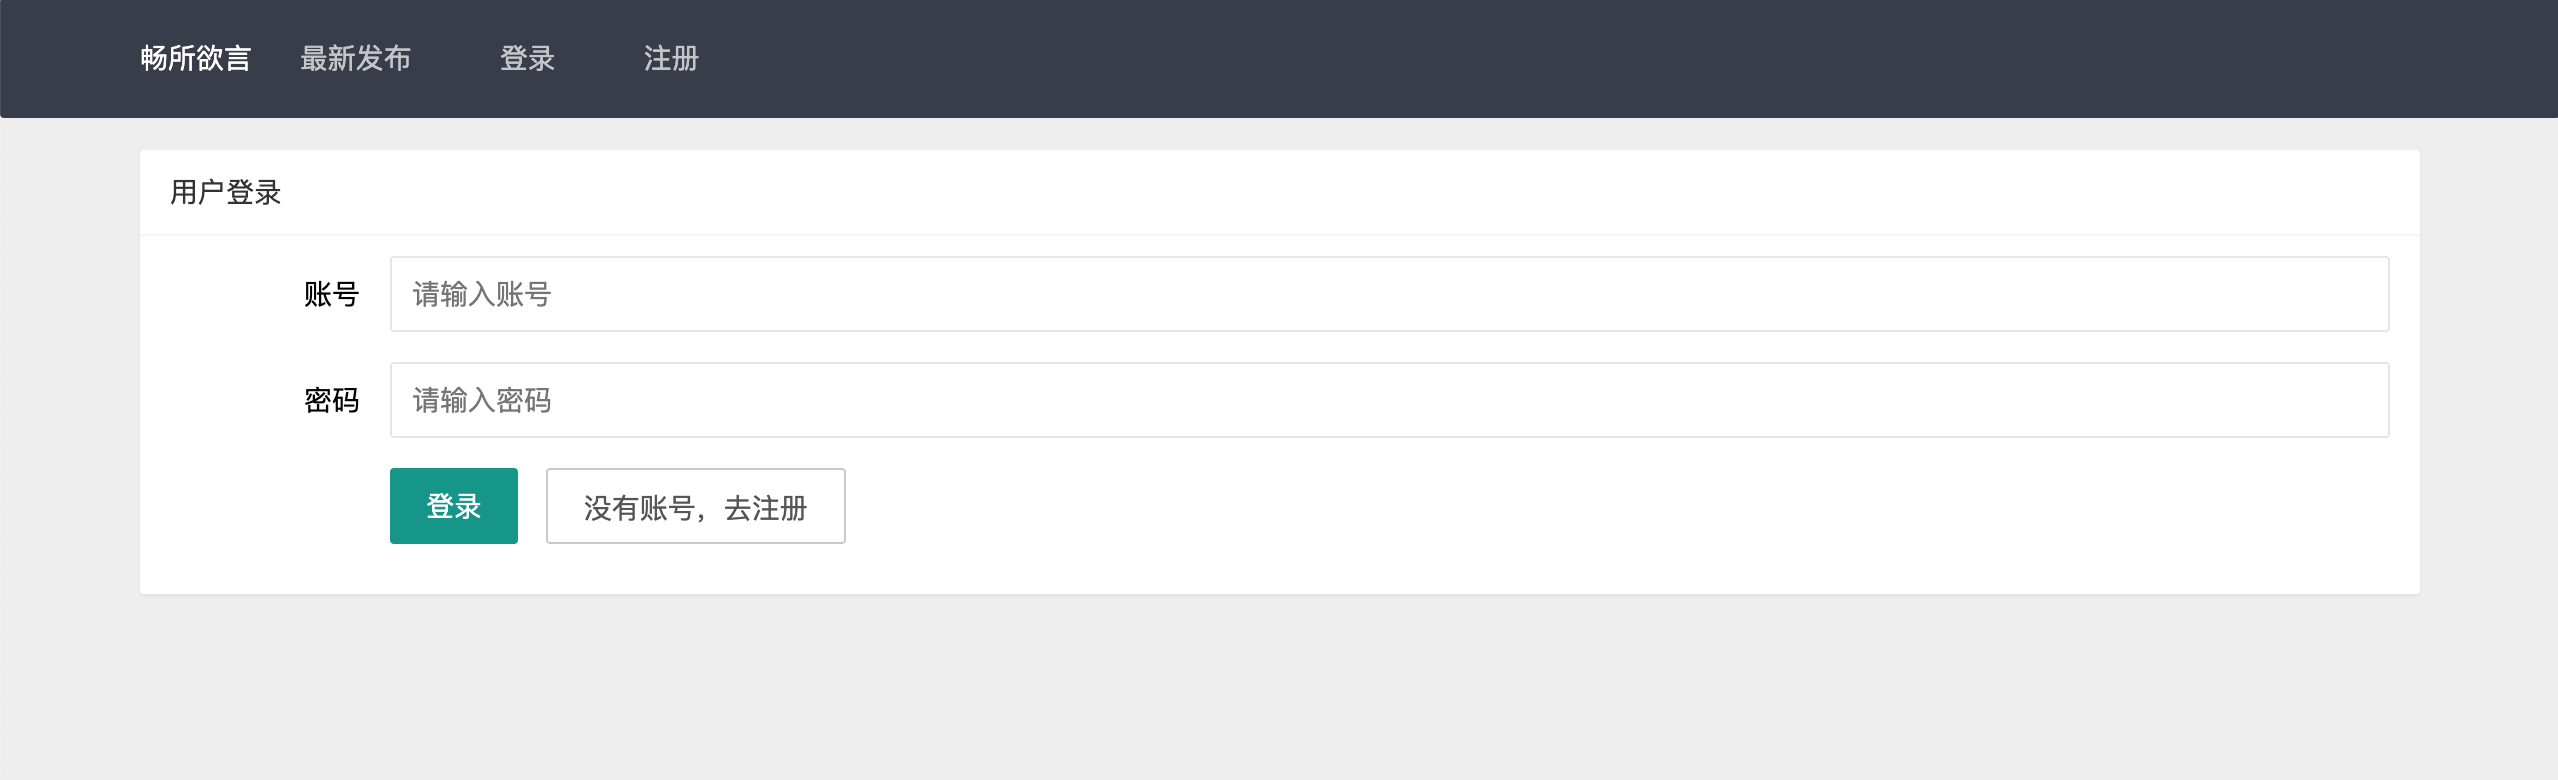 畅所欲言 最新发布 登录 注册
用户登录
账号 请输入账号
密码 请输入密码
登录 没有账号，去注册